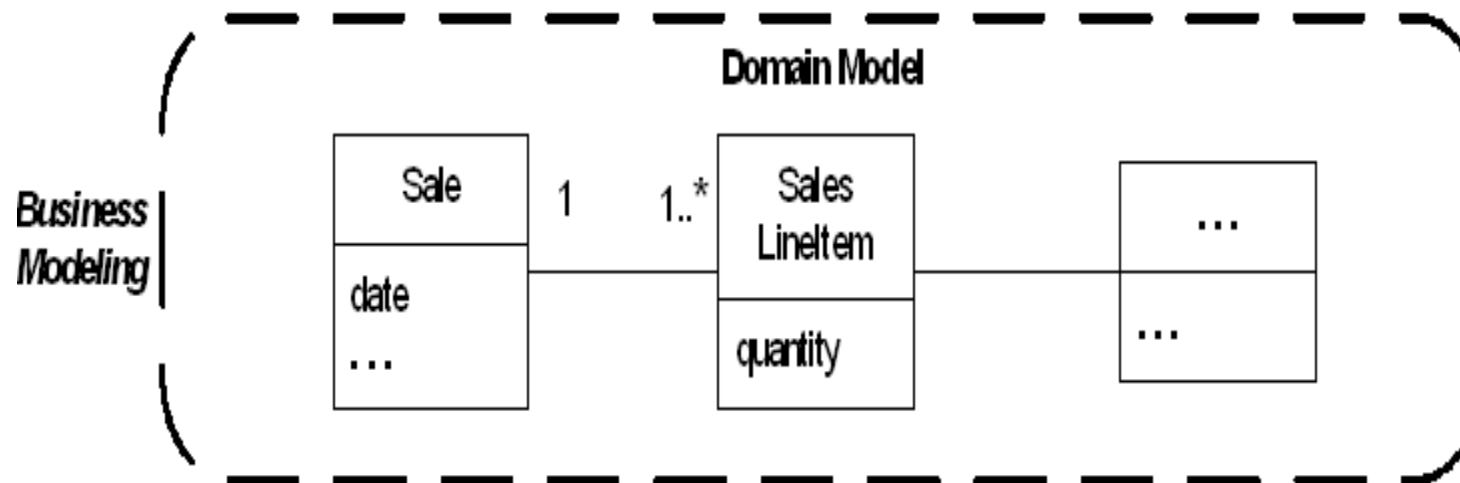 Domain Model
Business
Modeling
Sale
date
...
1
1..*
Sales
LineItem
quantity
...
...